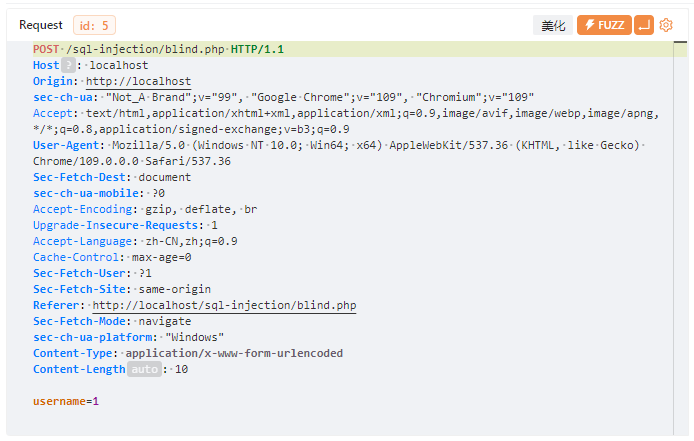 Request id: 5 美化 FUZZ
POST /sql-injection/blind.php HTTP/1.1
Host ? : localhost
Origin: http://localhost
sec-ch-ua: "Not_A Brand";v="99", "Google Chrome";v="109", "Chromium";v="109"
Accept: text/html,application/xhtml+xml,application/xml;q=0.9,image/avif,image/webp,image/apng,
*/*;q=0.8,application/signed-exchange;v=b3;q=0.9
User-Agent: Mozilla/5.0 (Windows NT 10.0; Win64; x64) AppleWebKit/537.36 (KHTML, like Gecko)
Chrome/109.0.0.0 Safari/537.36
Sec-Fetch-Dest: document
sec-ch-ua-mobile: ?0
Accept-Encoding: gzip, deflate, br
Upgrade-Insecure-Requests: 1
Accept-Language: zh-CN,zh;q=0.9
Cache-Control: max-age=0
Sec-Fetch-User: ?1
Sec-Fetch-Site: same-origin
Referer: http://localhost/sql-injection/blind.php
Sec-Fetch-Mode: navigate
sec-ch-ua-platform: "Windows"
Content-Type: application/x-www-form-urlencoded
Content-Length auto : 10
username=1